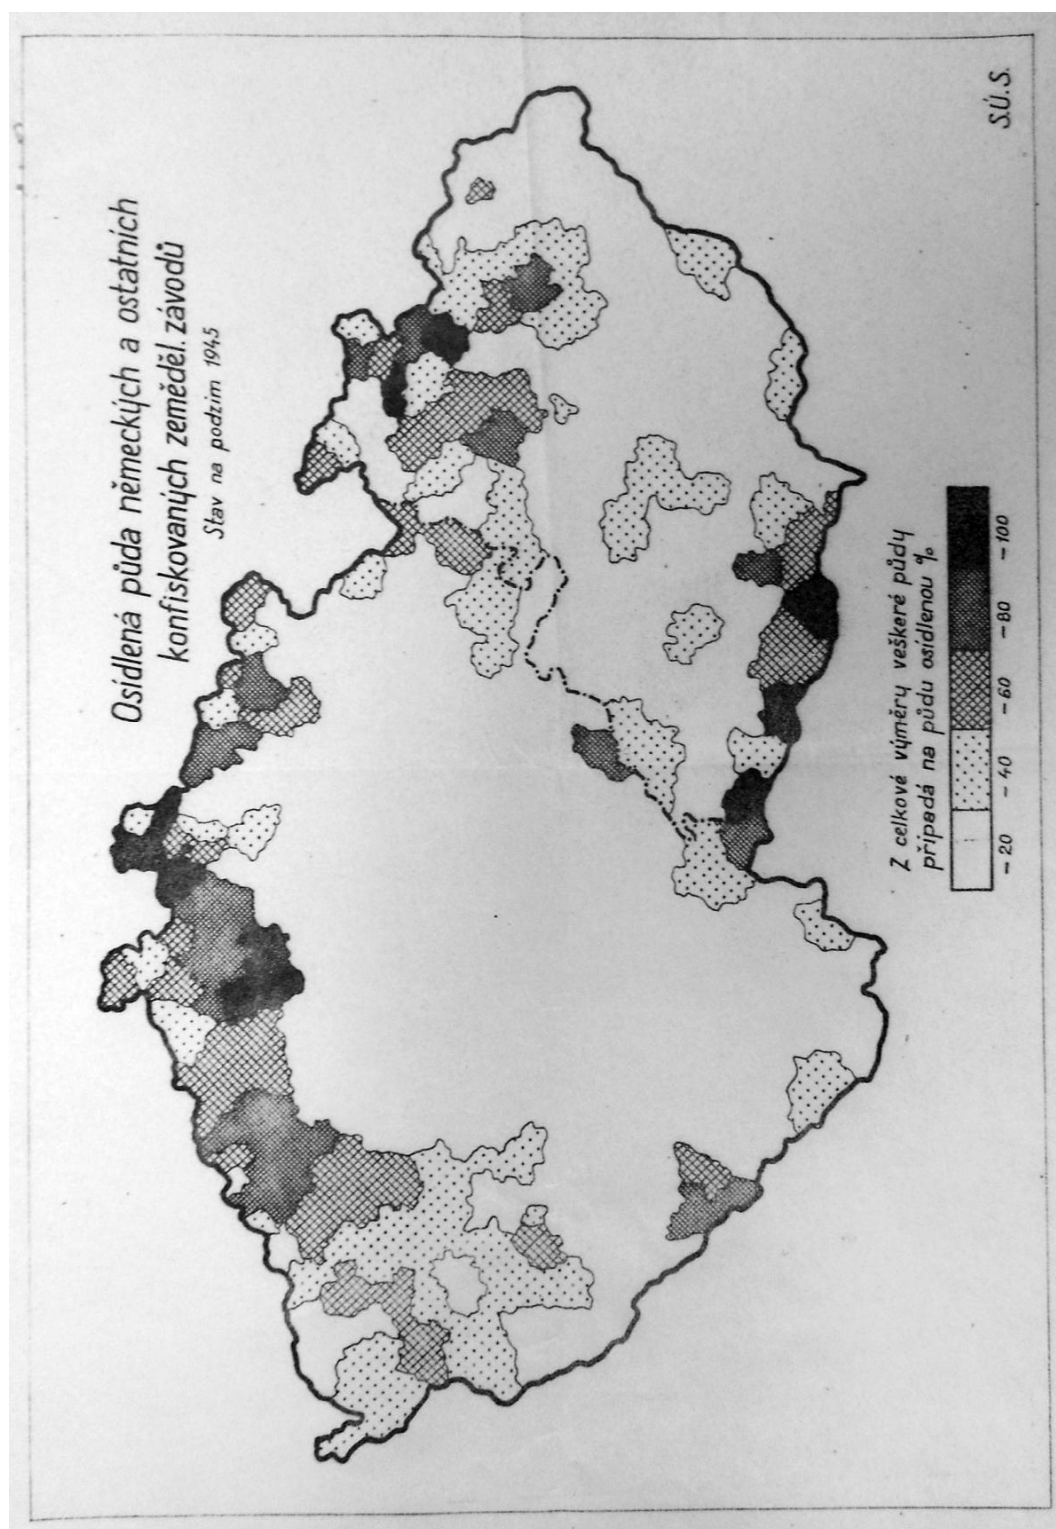 Osídlená půda německých a ostatních
konfiskovaných zeměděl. závodů
Stav na podzim 1945
Z celkové výměry veškeré půdy
připadá na půdu osídlenou %
– 20 – 40 – 60 – 80 – 100
S.Ú.S.